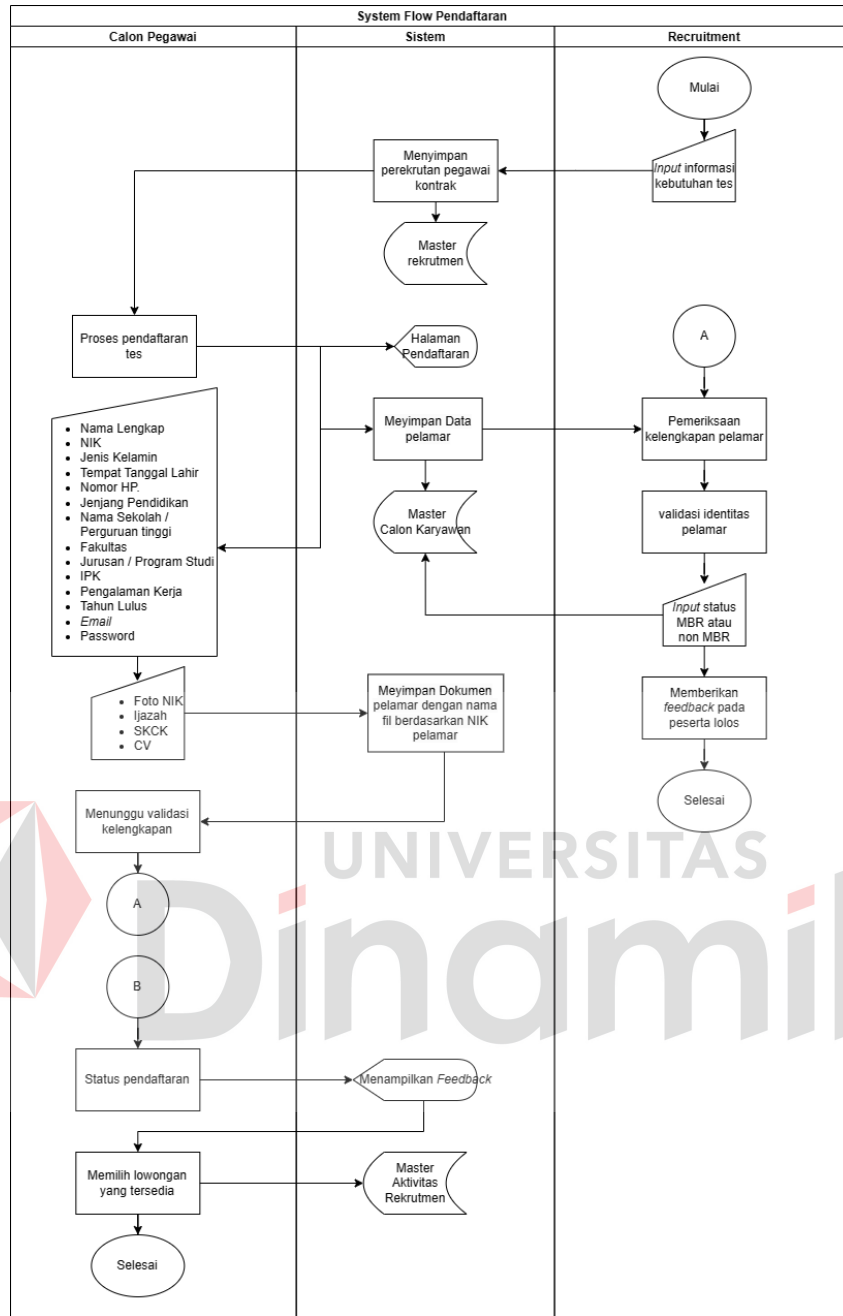 System Flow Pendaftaran
Calon Pegawai
Sistem
Recruitment
Mulai
Input informasi
kebutuhan tes
Menyimpan
perekrutan pegawai
kontrak
Master
rekrutmen
Proses pendaftaran
tes
Halaman
Pendaftaran
A
Nama Lengkap
NIK
Jenis Kelamin
Tempat Tanggal Lahir
Nomor HP.
Jenjang Pendidikan
Nama Sekolah /
Perguruan tinggi
Fakultas
Jurusan / Program Studi
IPK
Pengalaman Kerja
Tahun Lulus
Email
Password
Meyimpan Data
pelamar
Pemeriksaan
kelengkapan pelamar
Master
Calon Karyawan
validasi identitas
pelamar
Input status
MBR atau
non MBR
Foto NIK
Ijazah
SKCK
CV
Meyimpan Dokumen
pelamar dengan nama
fil berdasarkan NIK
pelamar
Memberikan
feedback pada
peserta lolos
Selesai
Menunggu validasi
kelengkapan
A
B
Status pendaftaran
Menampilkan Feedback
Memilih lowongan
yang tersedia
Master
Aktivitas
Rekrutmen
Selesai
UNIVERSITAS
Dinami